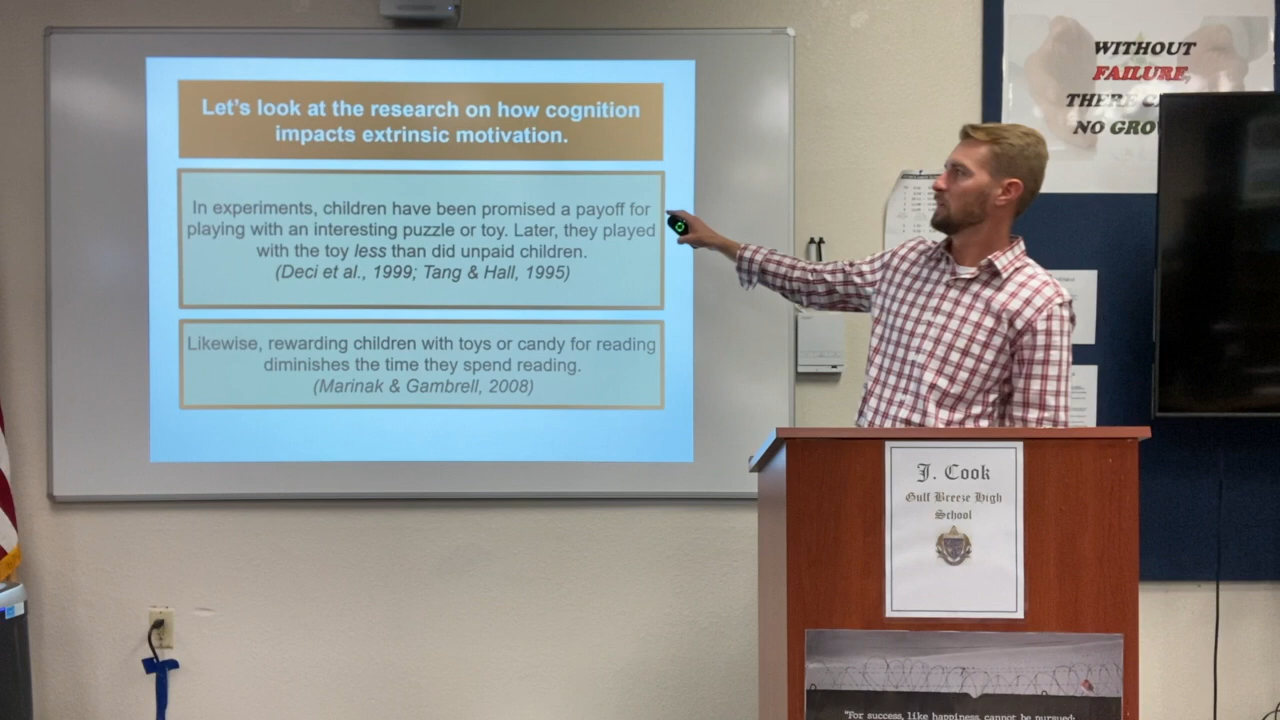 Let's look at the research on how cognition
impacts extrinsic motivation.
In experiments, children have been promised a payoff for
playing with an interesting puzzle or toy. Later, they played
with the toy less than did unpaid children.
(Deci et al., 1999; Tang & Hall, 1995)
Likewise, rewarding children with toys or candy for reading
diminishes the time they spend reading.
(Marinak & Gambrell, 2008)
WITHOUT
FAILURE,
THERE
NO
J. Cook
Gulf Breeze High
School
"For success, like happiness, cannot be pursued;